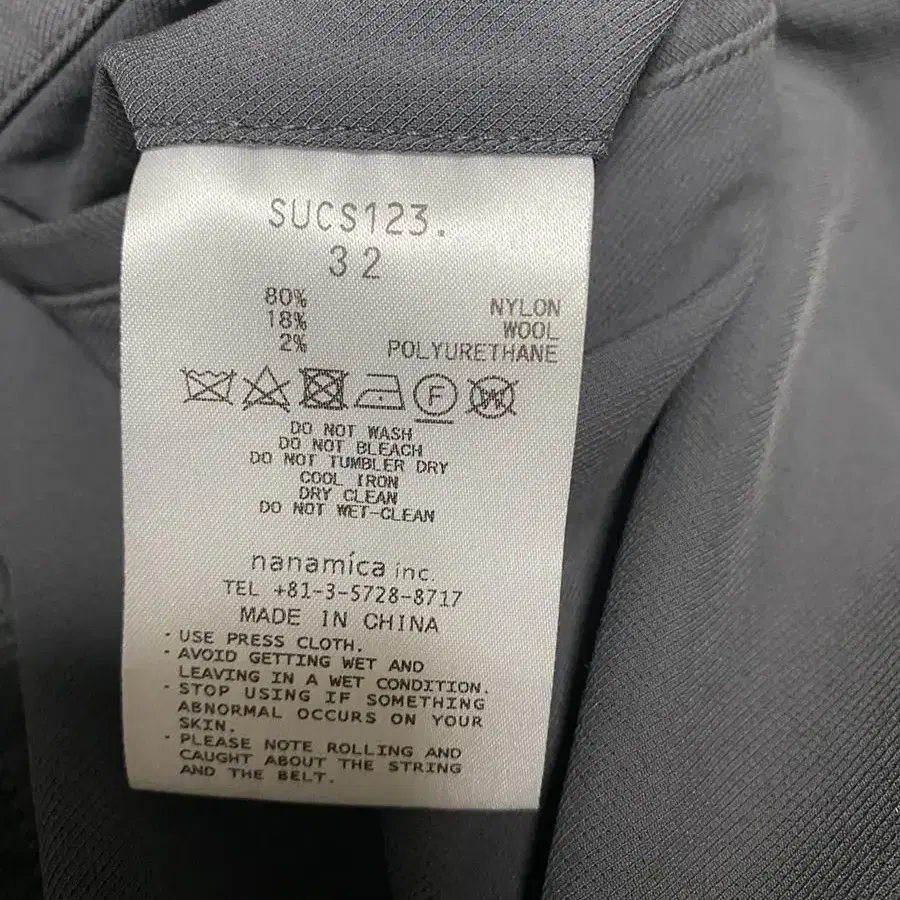 SUCS123.
32
80% NYLON
18% WOOL
2% POLYURETHANE
F W
DO NOT WASH
DO NOT BLEACH
DO NOT TUMBLER DRY
COOL IRON
DRY CLEAN
DO NOT WET-CLEAN
nanamíca inc.
TEL +81-3-5728-8717
MADE IN CHINA
· USE PRESS CLOTH.
· AVOID GETTING WET AND
LEAVING IN A WET CONDITION.
· STOP USING IF SOMETHING
ABNORMAL OCCURS ON YOUR
SKIN.
· PLEASE NOTE ROLLING AND
CAUGHT ABOUT THE STRING
AND THE BELT.